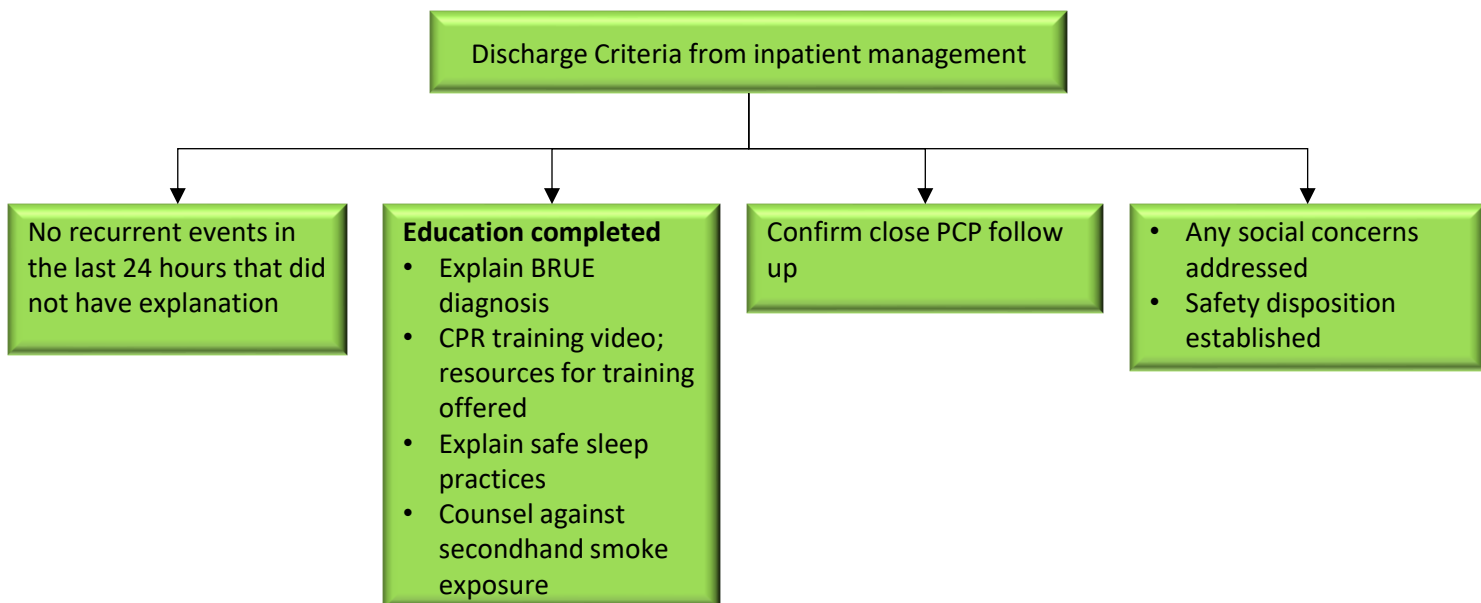 Discharge Criteria from inpatient management
No recurrent events in
the last 24 hours that did
not have explanation
Education completed
• Explain BRUE
diagnosis
• CPR training video;
resources for training
offered
• Explain safe sleep
practices
• Counsel against
secondhand smoke
exposure
Confirm close PCP follow
up
• Any social concerns
addressed
• Safety disposition
established